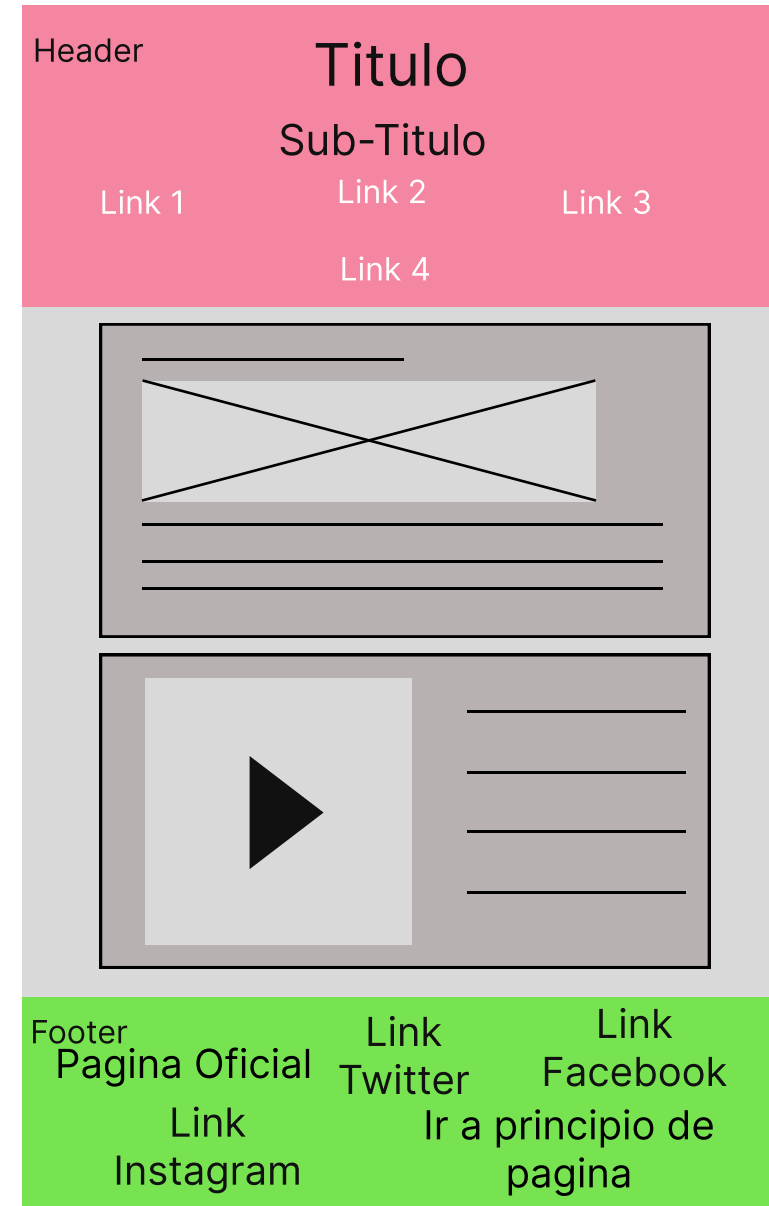 Header
Titulo
Sub-Titulo
Link 1
Link 2
Link 3
Link 4
Footer
Pagina Oficial
Link
Twitter
Link
Facebook
Link
Instagram
Ir a principio de
pagina